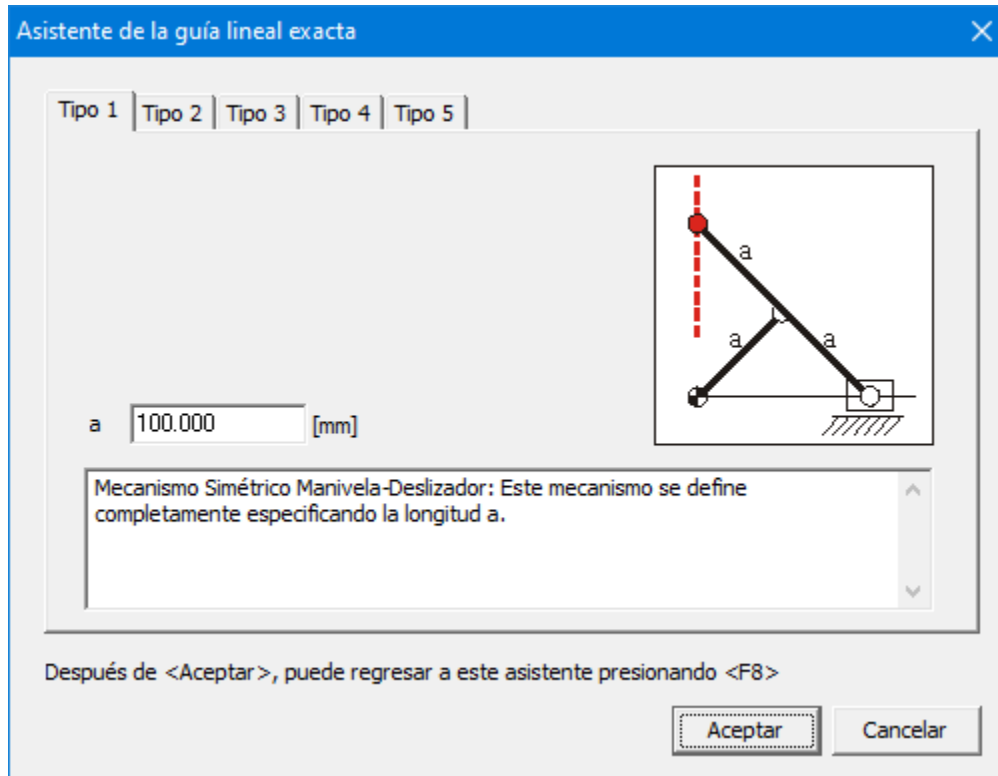 Asistente de la guía lineal exacta
Tipo 1 Tipo 2 Tipo 3 Tipo 4 Tipo 5
a
a a
a 100.000 [mm]
Mecanismo Simétrico Manivela-Deslizador: Este mecanismo se define
completamente especificando la longitud a.
Después de <Aceptar>, puede regresar a este asistente presionando <F8>
Aceptar Cancelar